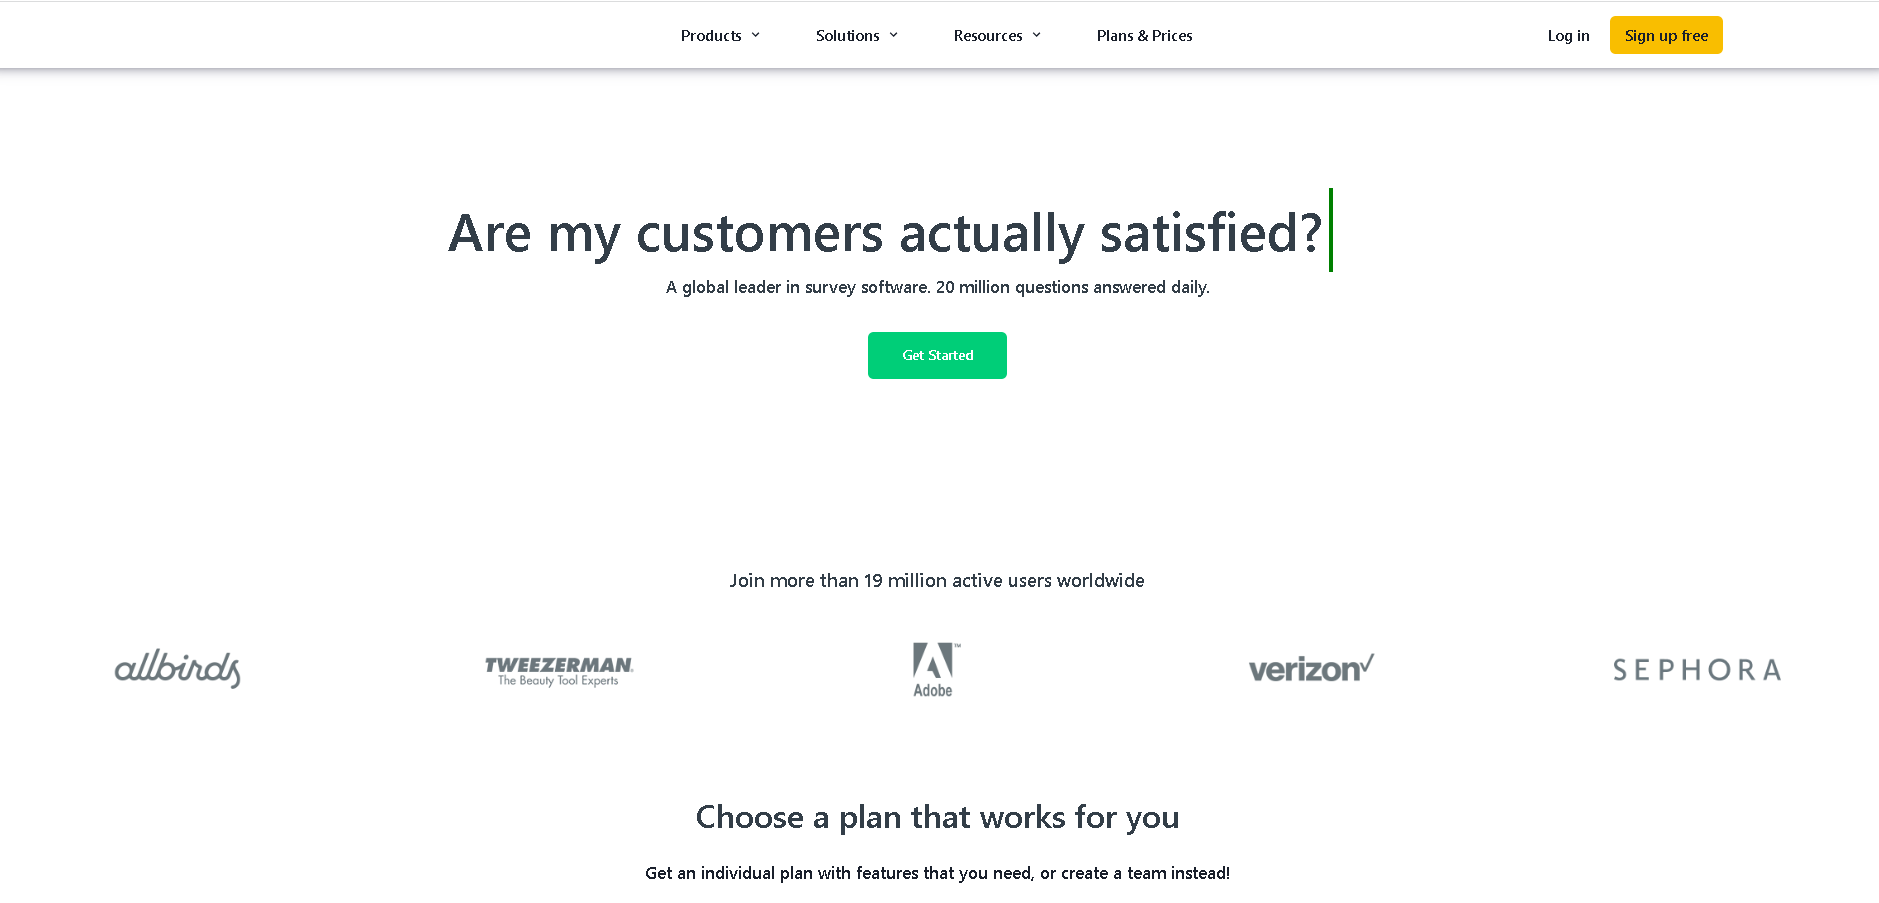 Products Solutions Resources Plans & Prices Log in Sign up free
Are my customers actually satisfied?
A global leader in survey software. 20 million questions answered daily.
Get Started
Join more than 19 million active users worldwide
allbirds
TWEEZERMAN®
The Beauty Tool Experts
Adobe™
verizon✓
SEPHORA
Choose a plan that works for you
Get an individual plan with features that you need, or create a team instead!